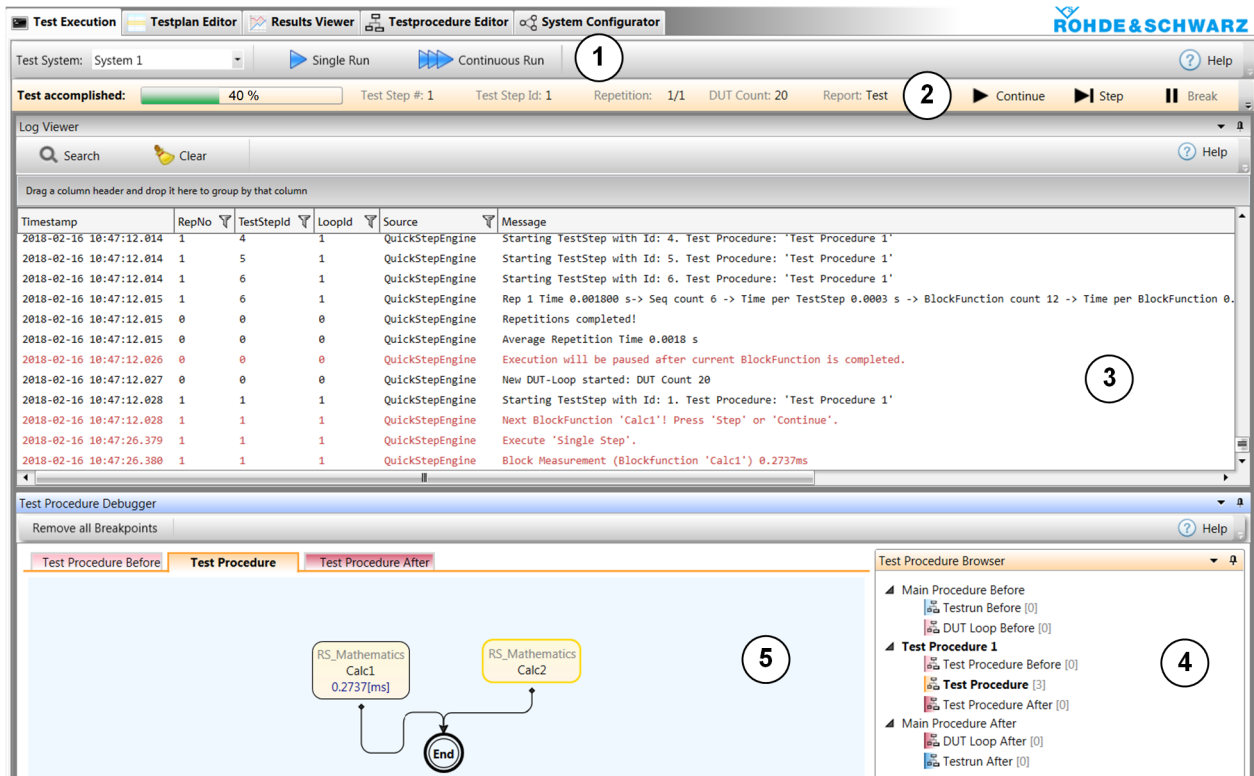 Test Execution Testplan Editor Results Viewer Testprocedure Editor System Configurator
ROHDE & SCHWARZ
Test System: System 1 Single Run Continuous Run 1 Help
Test accomplished: 40 % Test Step #: 1 Test Step Id: 1 Repetition: 1/1 DUT Count: 20 Report: Test 2 Continue Step Break
Log Viewer
Search Clear Help
Drag a column header and drop it here to group by that column
Timestamp RepNo TestStepId LoopId Source Message
2018-02-16 10:47:12.014 1 4 1 QuickStepEngine Starting TestStep with Id: 4. Test Procedure: 'Test Procedure 1'
2018-02-16 10:47:12.014 1 5 1 QuickStepEngine Starting TestStep with Id: 5. Test Procedure: 'Test Procedure 1'
2018-02-16 10:47:12.014 1 6 1 QuickStepEngine Starting TestStep with Id: 6. Test Procedure: 'Test Procedure 1'
2018-02-16 10:47:12.015 1 6 1 QuickStepEngine Rep 1 Time 0.001800 s-> Seq count 6 -> Time per TestStep 0.0003 s -> BlockFunction count 12 -> Time per BlockFunction 0.
2018-02-16 10:47:12.015 0 0 0 QuickStepEngine Repetitions completed!
2018-02-16 10:47:12.015 0 0 0 QuickStepEngine Average Repetition Time 0.0018 s
2018-02-16 10:47:12.026 0 0 0 QuickStepEngine Execution will be paused after current BlockFunction is completed.
2018-02-16 10:47:12.027 0 0 0 QuickStepEngine New DUT-Loop started: DUT Count 20
2018-02-16 10:47:12.028 1 1 1 QuickStepEngine Starting TestStep with Id: 1. Test Procedure: 'Test Procedure 1'
2018-02-16 10:47:12.028 1 1 1 QuickStepEngine Next BlockFunction 'Calc1'! Press 'Step' or 'Continue'.
2018-02-16 10:47:26.379 1 1 1 QuickStepEngine Execute 'Single Step'.
2018-02-16 10:47:26.380 1 1 1 QuickStepEngine Block Measurement (Blockfunction 'Calc1') 0.2737ms
3
Test Procedure Debugger
Remove all Breakpoints Help
Test Procedure Before Test Procedure Test Procedure After
RS_Mathematics
Calc1
0.2737[ms]
RS_Mathematics
Calc2
End
5
Test Procedure Browser
Main Procedure Before
Testrun Before [0]
DUT Loop Before [0]
Test Procedure 1
Test Procedure Before [0]
Test Procedure [3]
Test Procedure After [0]
Main Procedure After
DUT Loop After [0]
Testrun After [0]
4